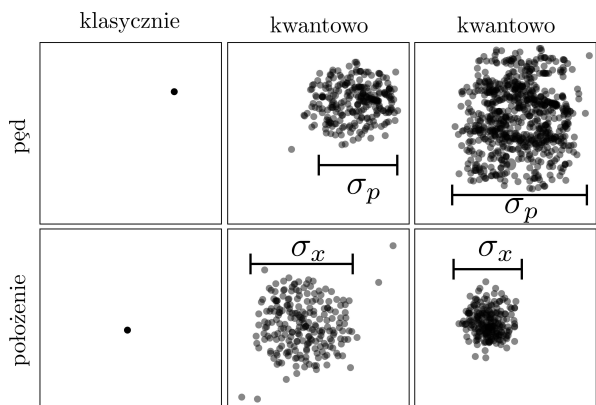 klasycznie
kwantowo
kwantowo
pęd
σp
σp
położenie
σx
σx